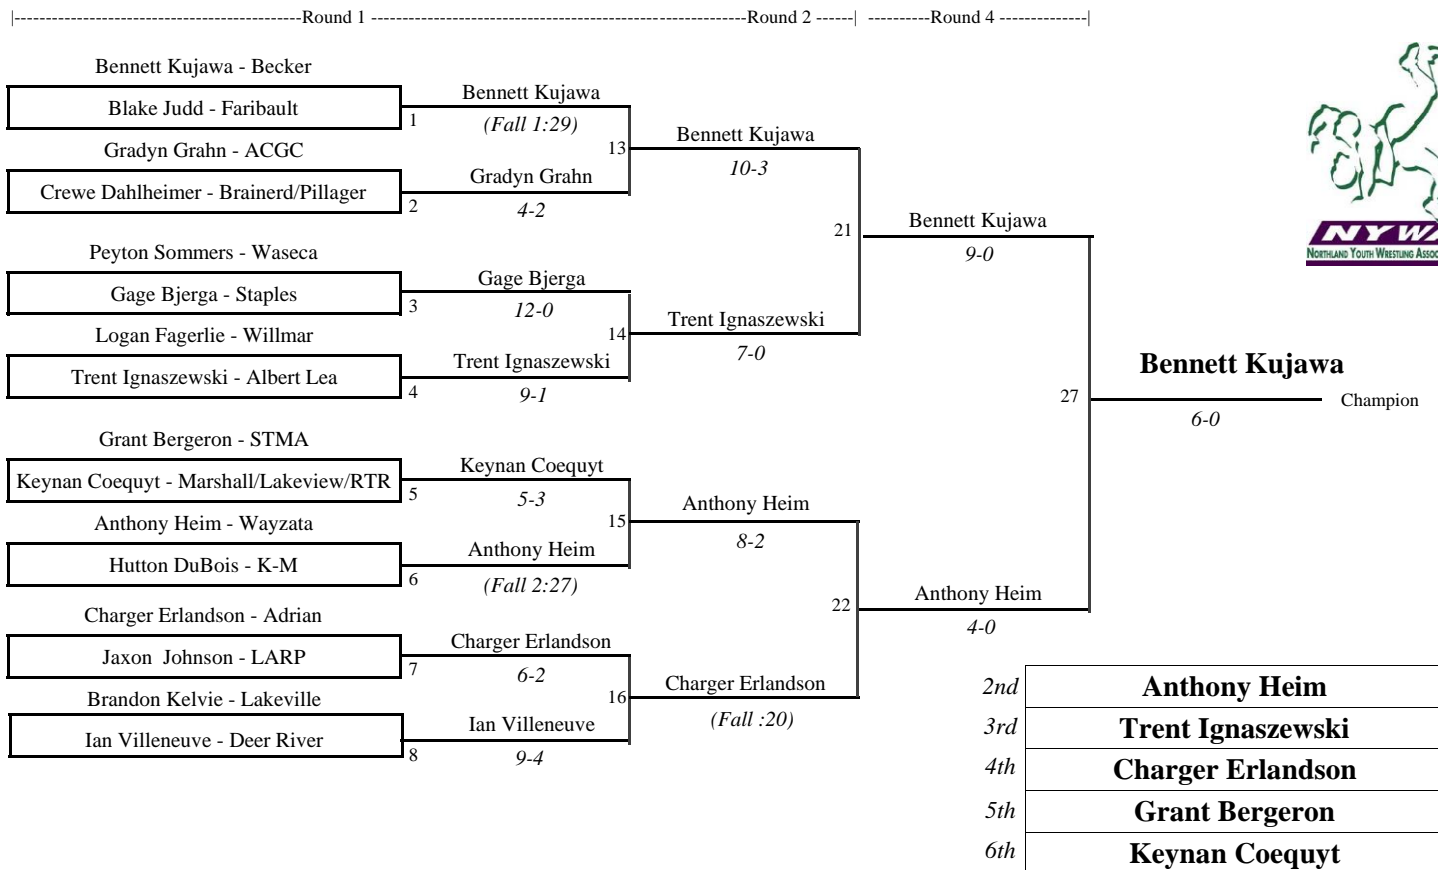 |-----------------------------------------------Round 1 --------------------------------------------------------------Round 2 ------| ----------Round 4 --------------|
Bennett Kujawa - Becker
Blake Judd - Faribault
1
Bennett Kujawa
(Fall 1:29)
Gradyn Grahn - ACGC
Crewe Dahlheimer - Brainerd/Pillager
2
Gradyn Grahn
4-2
13
Bennett Kujawa
10-3
Peyton Sommers - Waseca
Gage Bjerga - Staples
3
Gage Bjerga
12-0
Logan Fagerlie - Willmar
Trent Ignaszewski - Albert Lea
4
Trent Ignaszewski
9-1
14
Trent Ignaszewski
7-0
21
Bennett Kujawa
9-0
Grant Bergeron - STMA
Keynan Coequyt - Marshall/Lakeview/RTR
5
Keynan Coequyt
5-3
Anthony Heim - Wayzata
Hutton DuBois - K-M
6
Anthony Heim
(Fall 2:27)
15
Anthony Heim
8-2
Charger Erlandson - Adrian
Jaxon  Johnson - LARP
7
Charger Erlandson
6-2
Brandon Kelvie - Lakeville
Ian Villeneuve - Deer River
8
Ian Villeneuve
9-4
16
Charger Erlandson
(Fall :20)
22
Anthony Heim
4-0
27
Bennett Kujawa
6-0
Champion
NYW
NORTHLAND YOUTH WRESTLING
2nd Anthony Heim
3rd Trent Ignaszewski
4th Charger Erlandson
5th Grant Bergeron
6th Keynan Coequyt